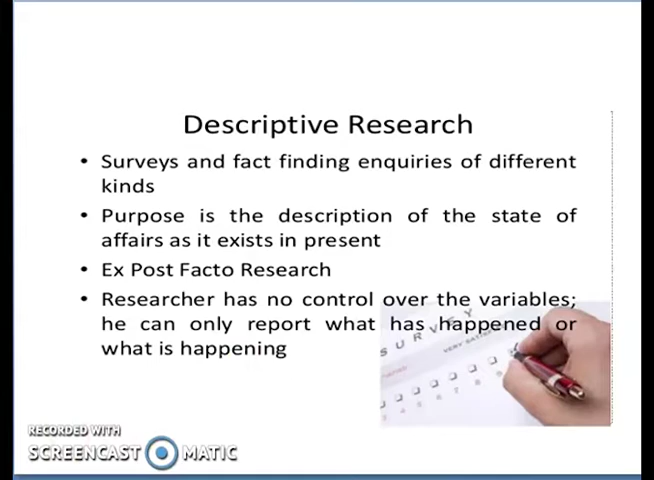 Descriptive Research
• Surveys and fact finding enquiries of different
kinds
• Purpose is the description of the state of
affairs as it exists in present
• Ex Post Facto Research
• Researcher has no control over the variables;
he can only report what has happened or
what is happening
SURVEY
RECORDED WITH
SCREENCAST MATIC